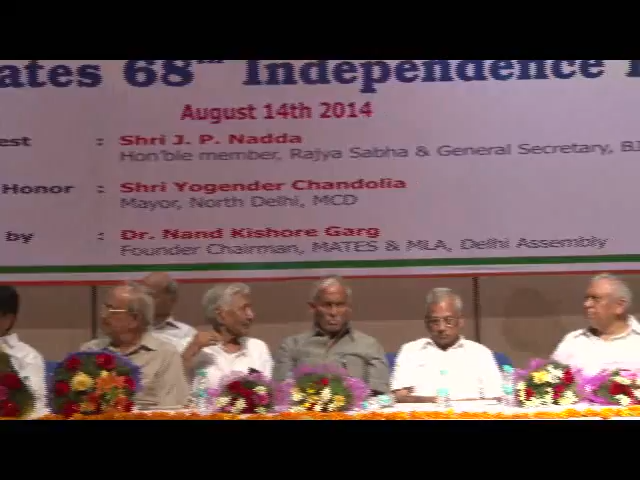 ates 68th Independence
August 14th 2014
est : Shri J. P. Nadda
Hon'ble member, Rajya Sabha & General Secretary, BJ
Honor : Shri Yogender Chandolia
Mayor, North Delhi, MCD
by : Dr. Nand Kishore Garg
Founder Chairman, MATES & MLA, Delhi Assembly